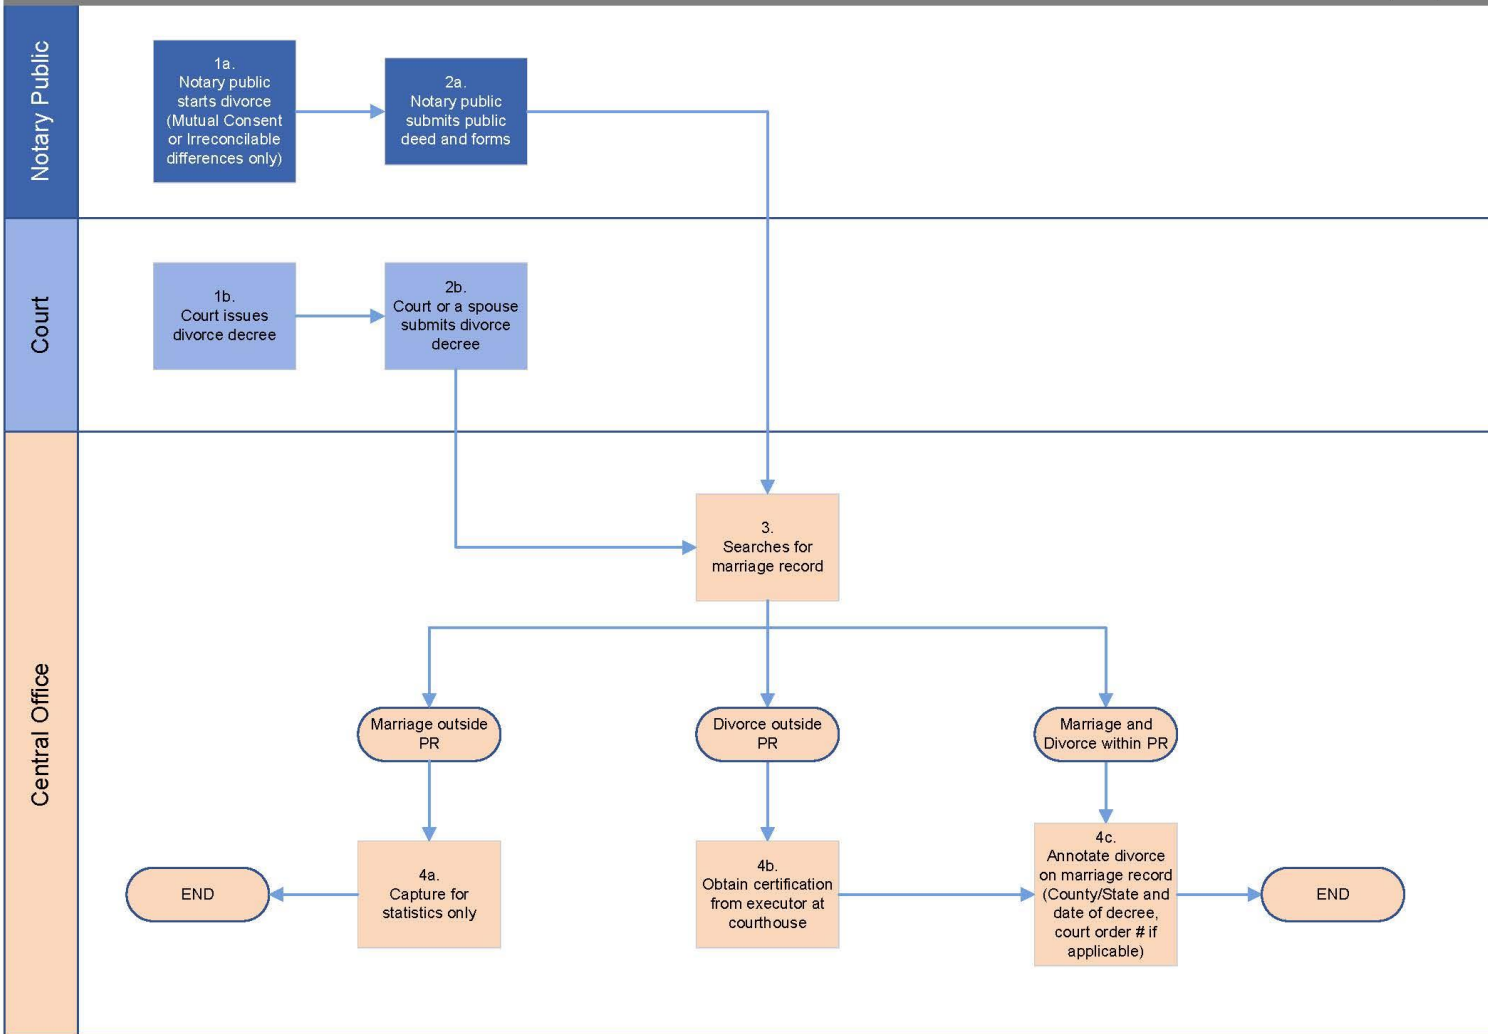 Notary Public
1a.
Notary public
starts divorce
(Mutual Consent
or Irreconcilable
differences only)
2a.
Notary public
submits public
deed and forms
Court
1b.
Court issues
divorce decree
2b.
Court or a spouse
submits divorce
decree
Central Office
3.
Searches for
marriage record
Marriage outside
PR
Divorce outside
PR
Marriage and
Divorce within PR
END
4a.
Capture for
statistics only
4b.
Obtain certification
from executor at
courthouse
4c.
Annotate divorce
on marriage record
(County/State and
date of decree,
court order # if
applicable)
END